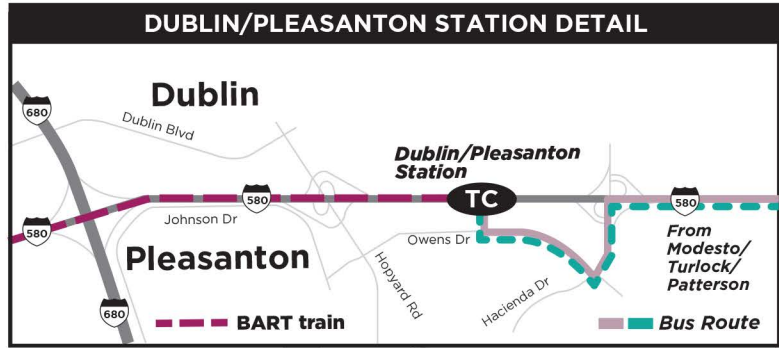 DUBLIN/PLEASANTON STATION DETAIL
680
Dublin
Dublin Blvd
Dublin/Pleasanton
Station
TC
580
580
580
Johnson Dr
Owens Dr
From
Modesto/
Turlock/
Patterson
Pleasanton
Hopyard Rd
Hacienda Dr
680
BART train
Bus Route